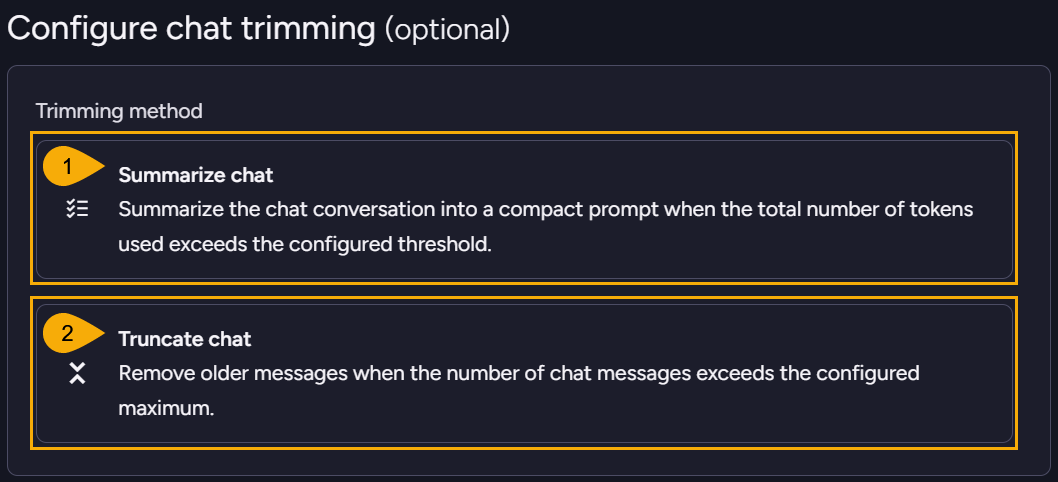 Configure chat trimming (optional)
Trimming method
1
Summarize chat
Summarize the chat conversation into a compact prompt when the total number of tokens
used exceeds the configured threshold.
2
Truncate chat
Remove older messages when the number of chat messages exceeds the configured
maximum.